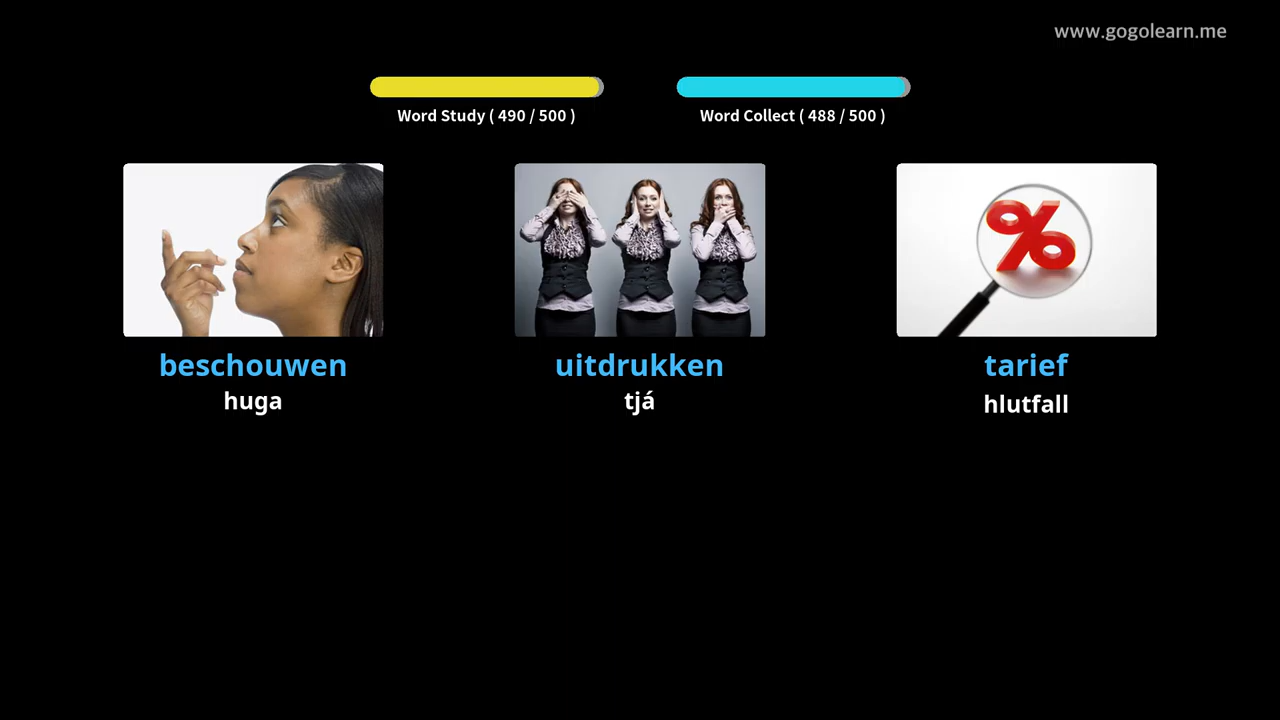 www.gogolearn.me
Word Study ( 490 / 500 )
Word Collect ( 488 / 500 )
beschouwen
huga
uitdrukken
tjá
tarief
hlutfall
%